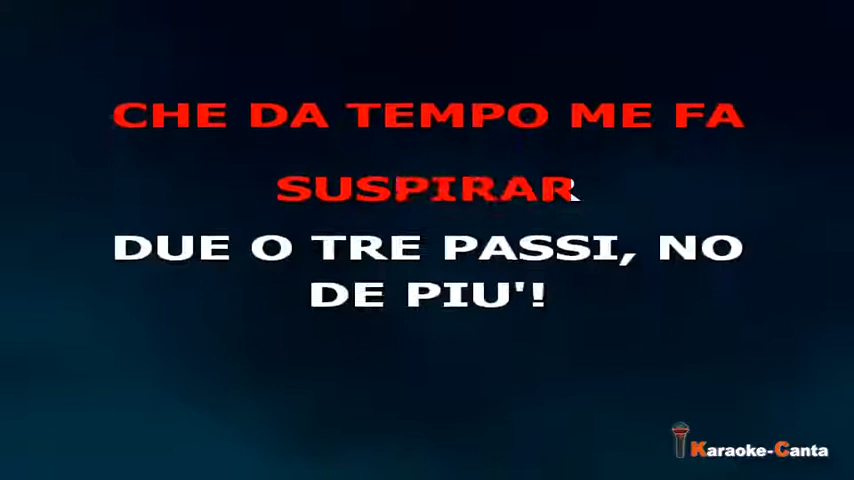 CHE DA TEMPO ME FA
SUSPIRAR
DUE O TRE PASSI, NO
DE PIU'!
Karaoke-Canta